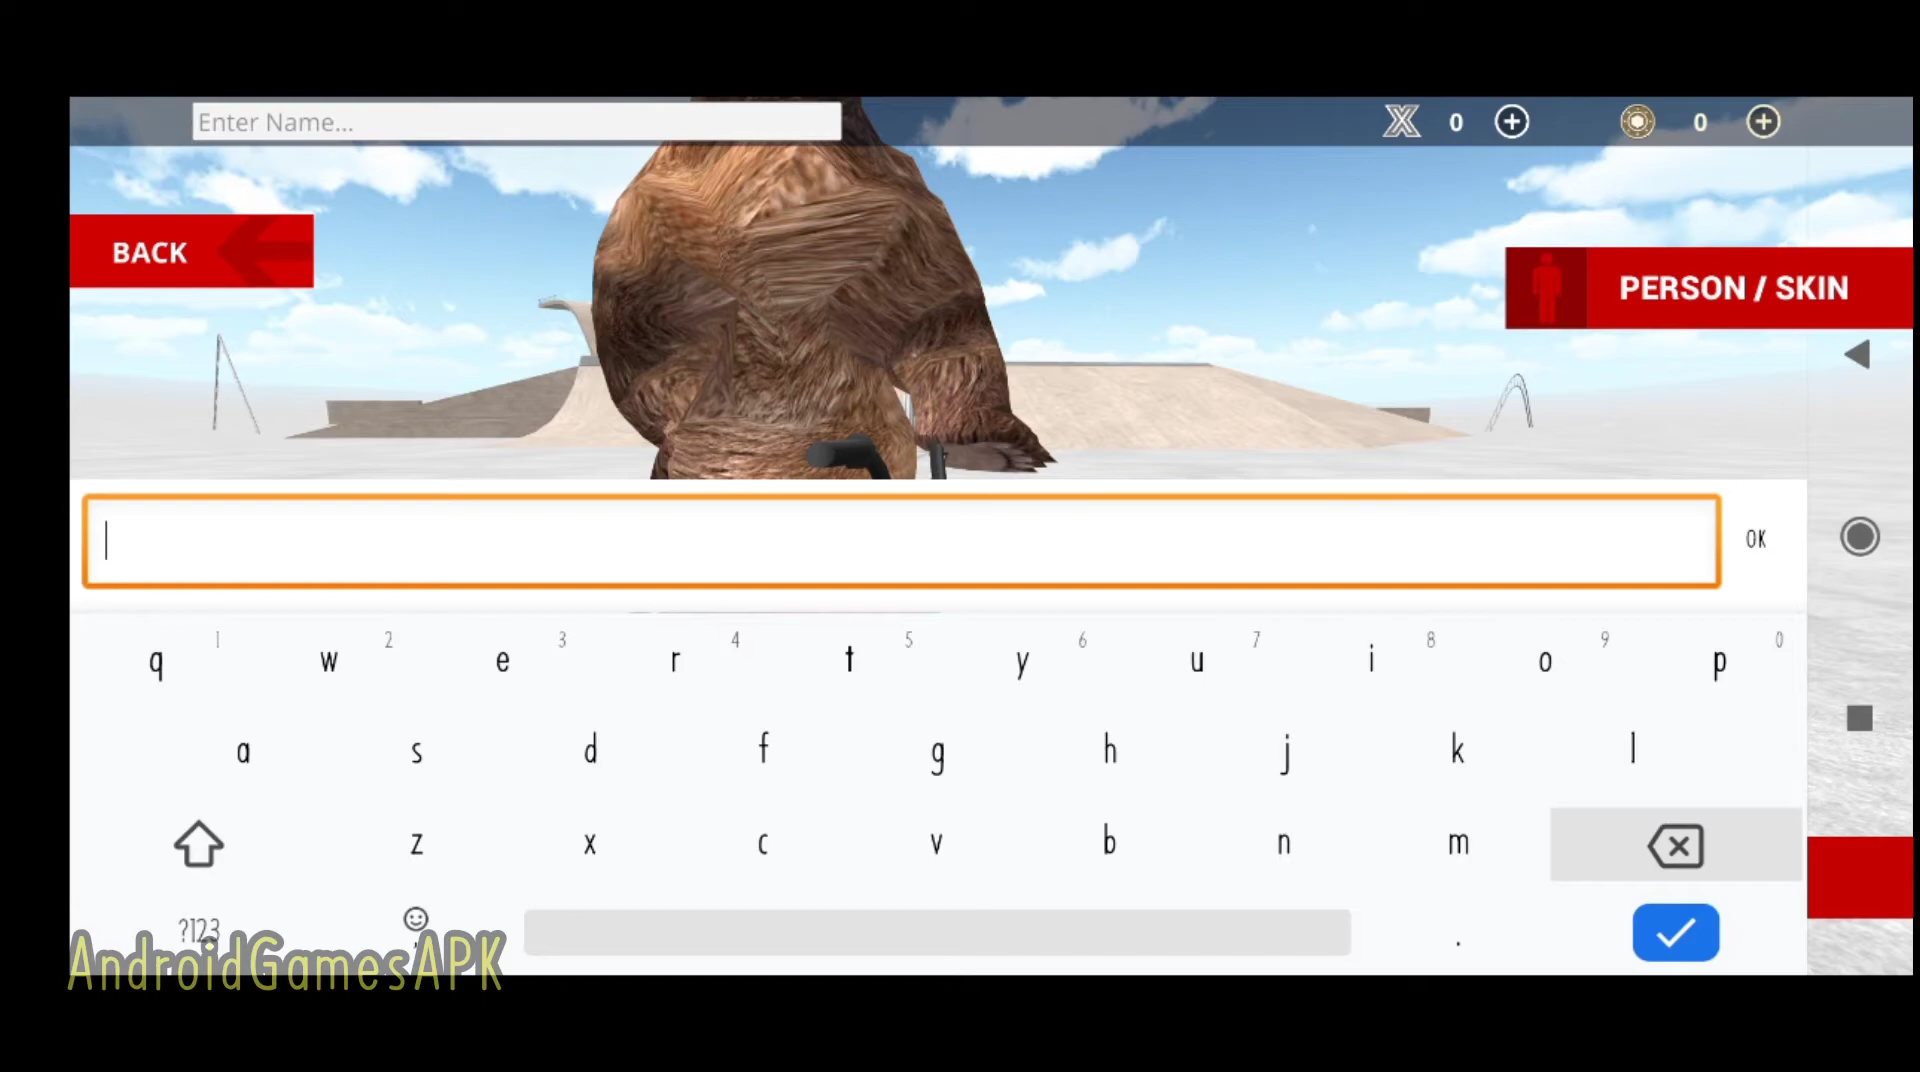 Enter Name...
0
0
BACK
PERSON / SKIN
OK
q 1 w 2 e 3 r 4 t 5 y 6 u 7 i 8 o 9 p 0
a s d f g h j k l
z x c v b n m
?123 , .
AndroidGamesAPK